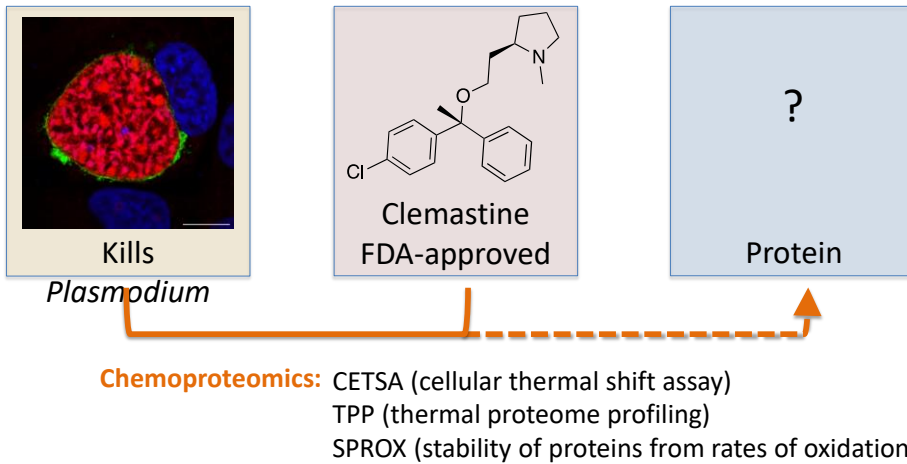 Cl
O
N
?
Kills
Plasmodium
Clemastine
FDA-approved
Protein
Chemoproteomics: CETSA (cellular thermal shift assay)
TPP (thermal proteome profiling)
SPROX (stability of proteins from rates of oxidation